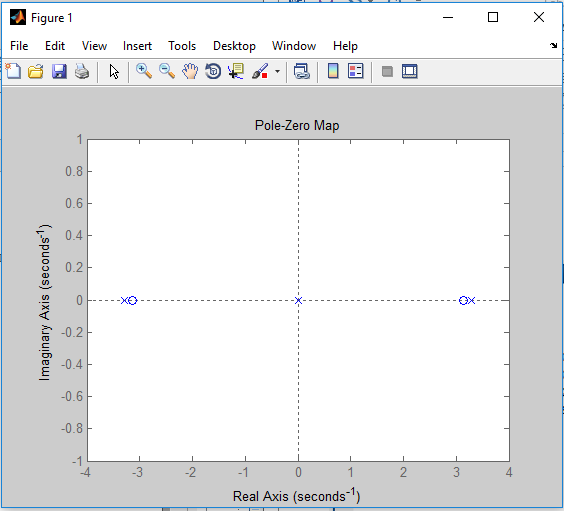 Figure 1
File Edit View Insert Tools Desktop Window Help
Pole-Zero Map
1
0.8
0.6
0.4
0.2
0
-0.2
-0.4
-0.6
-0.8
-1
Imaginary Axis (seconds⁻¹)
-4 -3 -2 -1 0 1 2 3 4
Real Axis (seconds⁻¹)